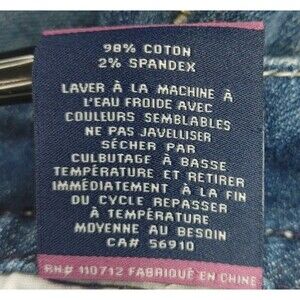 98% COTON
2% SPANDEX
LAVER À LA MACHINE À
L'EAU FROIDE AVEC
COULEURS SEMBLABLES
NE PAS JAVELLISER
SÉCHER PAR
CULBUTAGE À BASSE
TEMPÉRATURE ET RETIRER
IMMÉDIATEMENT À LA FIN
DU CYCLE REPASSER
À TEMPÉRATURE
MOYENNE AU BESOIN
CA# 56910
RN# 110712 FABRIQUÉ EN CHINE